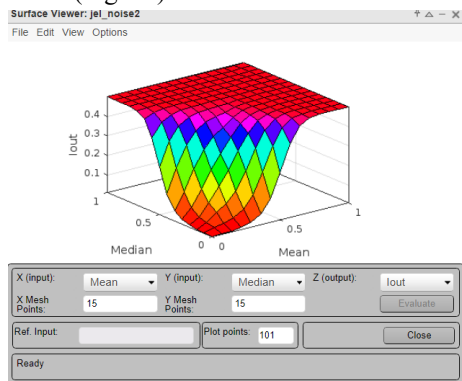 Surface Viewer: jel_noise2
File Edit View Options
0.4
0.3
0.2
0.1
Iout
1
0.5
0
Median
0
0.5
1
Mean
X (input): Mean Y (input): Median Z (output): Iout
X Mesh Points: 15 Y Mesh Points: 15 Evaluate
Ref. Input: Plot points: 101 Close
Ready